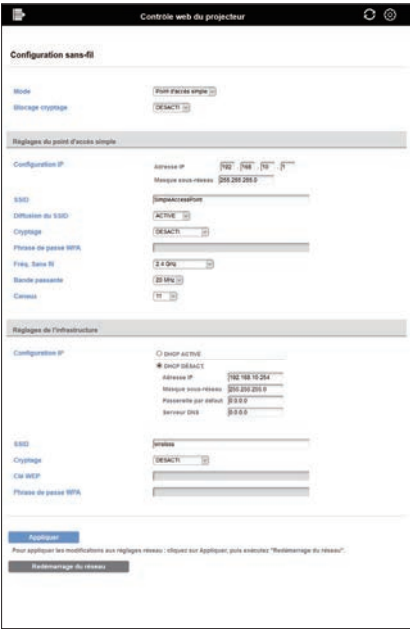 Contrôle web du projecteur
Configuration sans-fil
Mode Point d'accès simple
Blocage cryptage DESACTI
Réglages du point d'accès simple
Configuration IP Adresse IP 192 168 10 1
Masque sous-réseau 255.255.255.0
SSID SimpleAccessPoint
Diffusion du SSID ACTIVE
Cryptage DESACTI
Phrase de passe WPA
Fréq. Sans fil 2.4 GHz
Bande passante 20 MHz
Canaux 11
Réglages de l'infrastructure
Configuration IP DHCP ACTIVÉ
DHCP DÉSACT.
Adresse IP 192.168.10.254
Masque sous-réseau 255.255.255.0
Passerelle par défaut 0.0.0.0
Serveur DNS 0.0.0.0
SSID wireless
Cryptage DESACTI
Clé WEP
Phrase de passe WPA
Appliquer
Pour appliquer les modifications aux réglages réseau : cliquez sur Appliquer, puis exécutez "Redémarrage du réseau".
Redémarrage du réseau